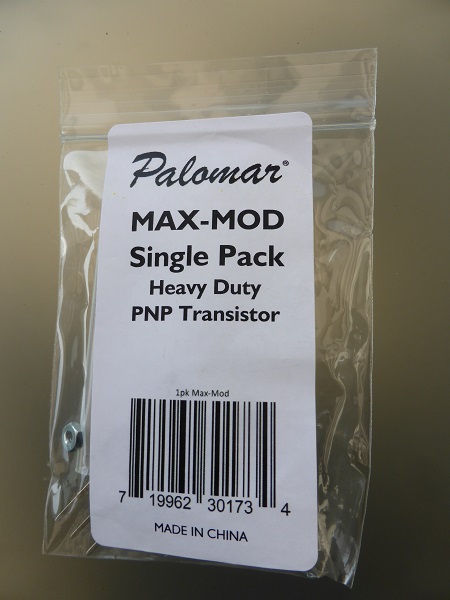 Palomar®
MAX-MOD
Single Pack
Heavy Duty
PNP Transistor
1pk Max-Mod
7 19962 30173 4
MADE IN CHINA